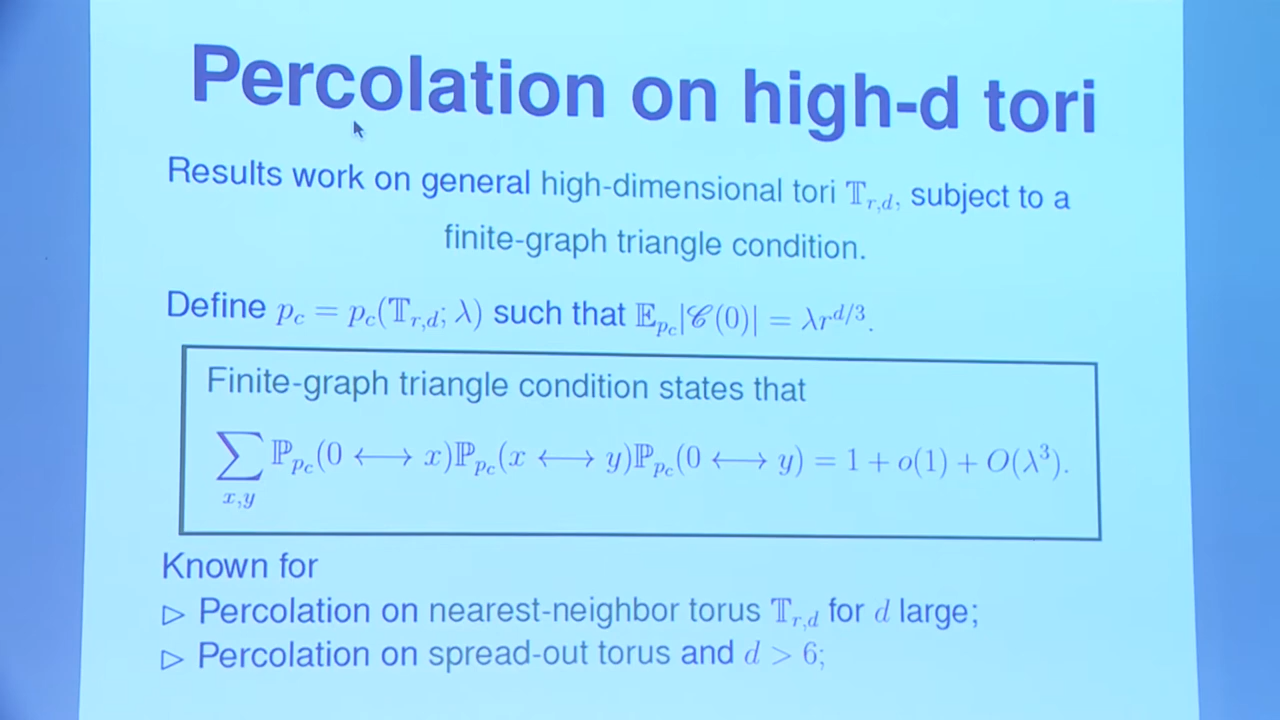 Percolation on high-d tori
Results work on general high-dimensional tori 𝕋_{r,d}, subject to a
finite-graph triangle condition.
Define p_c = p_c(𝕋_{r,d}; λ) such that 𝔼_{p_c}|𝒞(0)| = λr^{d/3}.
Finite-graph triangle condition states that
∑_{x,y} ℙ_{p_c}(0 ⟷ x)ℙ_{p_c}(x ⟷ y)ℙ_{p_c}(0 ⟷ y) = 1 + o(1) + O(λ³).
Known for
▷ Percolation on nearest-neighbor torus 𝕋_{r,d} for d large;
▷ Percolation on spread-out torus and d > 6;